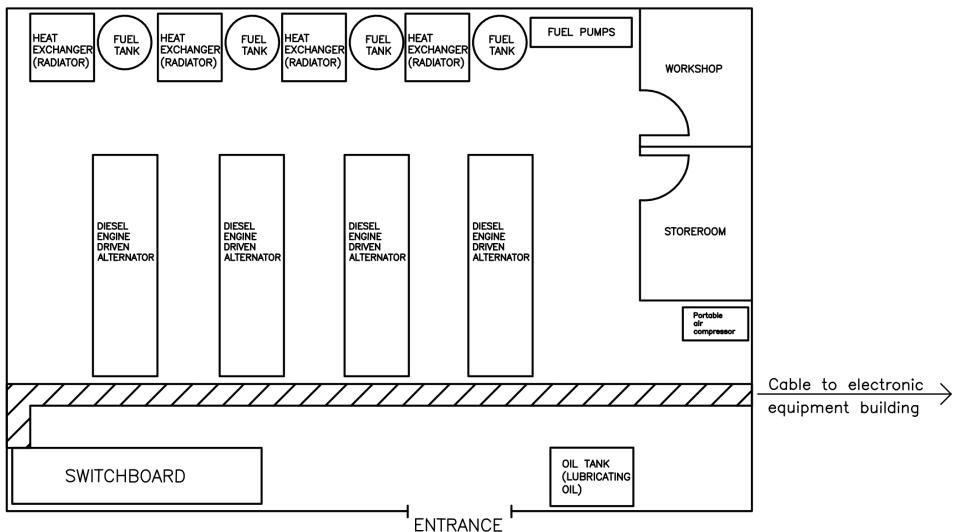 HEAT
EXCHANGER
(RADIATOR)
FUEL
TANK
HEAT
EXCHANGER
(RADIATOR)
FUEL
TANK
HEAT
EXCHANGER
(RADIATOR)
FUEL
TANK
HEAT
EXCHANGER
(RADIATOR)
FUEL
TANK
FUEL PUMPS
WORKSHOP
DIESEL
ENGINE
DRIVEN
ALTERNATOR
DIESEL
ENGINE
DRIVEN
ALTERNATOR
DIESEL
ENGINE
DRIVEN
ALTERNATOR
DIESEL
ENGINE
DRIVEN
ALTERNATOR
STOREROOM
Portable
air
compressor
Cable to electronic
equipment building
SWITCHBOARD
OIL TANK
(LUBRICATING
OIL)
ENTRANCE